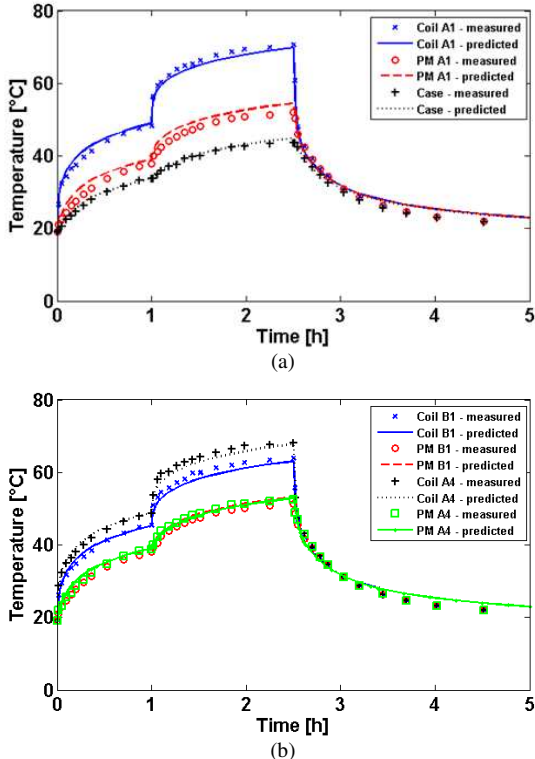 80
60
40
20
0
Temperature [°C]
Coil A1 - measured
Coil A1 - predicted
PM A1 - measured
PM A1 - predicted
Case - measured
Case - predicted
0 1 2 3 4 5
Time [h]
(a)
80
60
40
20
0
Temperature [°C]
Coil B1 - measured
Coil B1 - predicted
PM B1 - measured
PM B1 - predicted
Coil A4 - measured
Coil A4 - predicted
PM A4 - measured
PM A4 - predicted
0 1 2 3 4 5
Time [h]
(b)